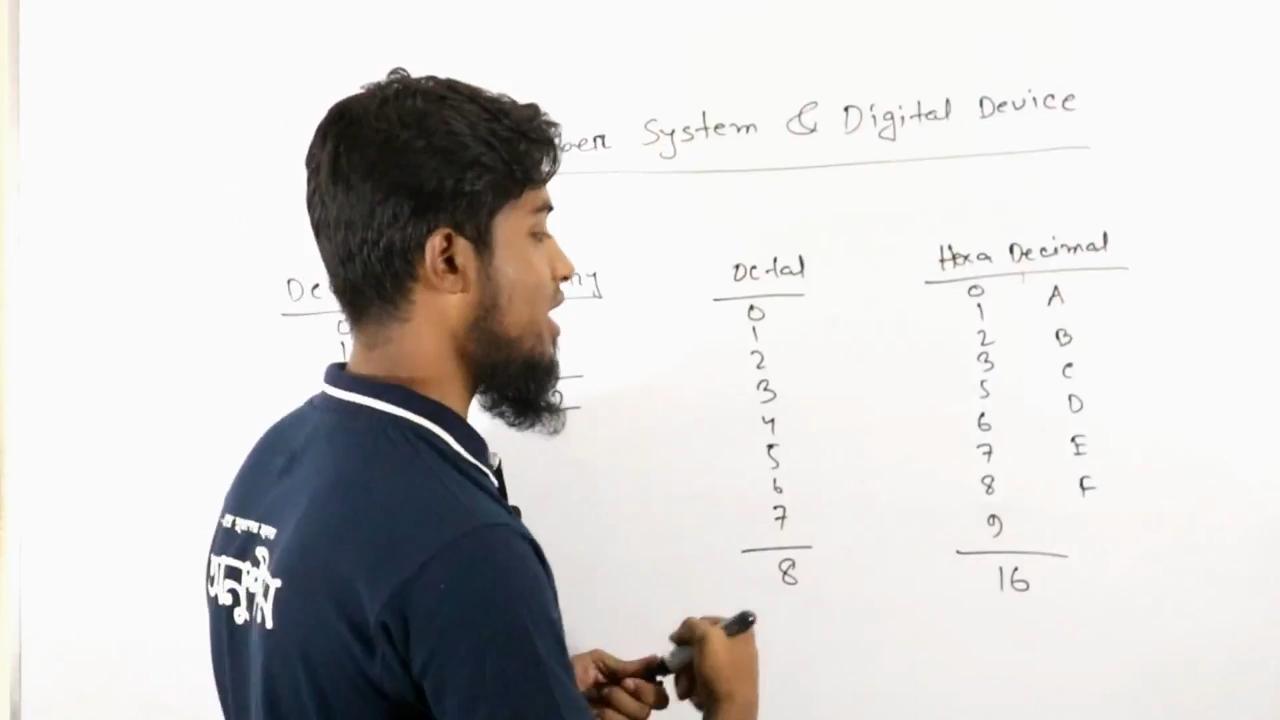 System & Digital Device
Octal
0
1
2
3
4
5
6
7
8
Hexa Decimal
0 A
1
2 B
3 C
5 D
6
7 E
8 F
9
16
অনুশীল